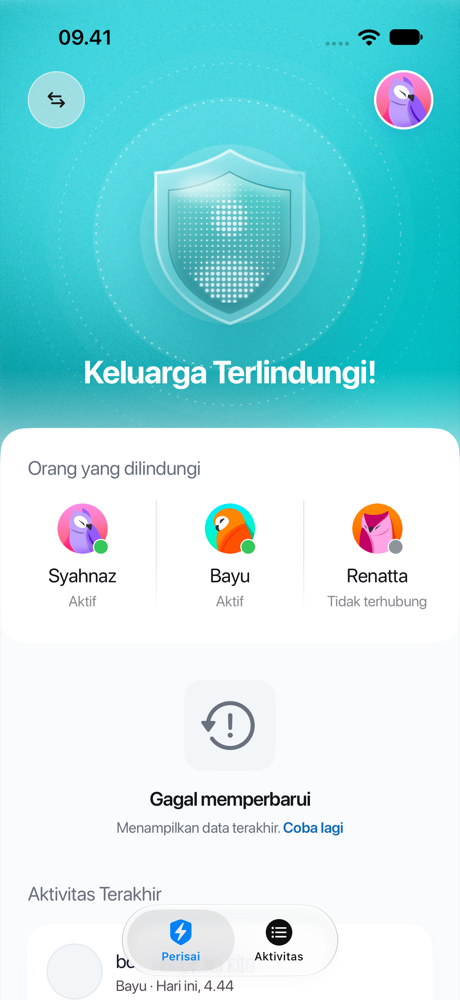 09.41
Keluarga Terlindungi!
Orang yang dilindungi
Syahnaz
Bayu
Renatta
Aktif
Aktif
Tidak terhubung
Gagal memperbarui
Menampilkan data terakhir. Coba lagi
Aktivitas Terakhir
Perisai
Aktivitas
Bayu · Hari ini, 4.44